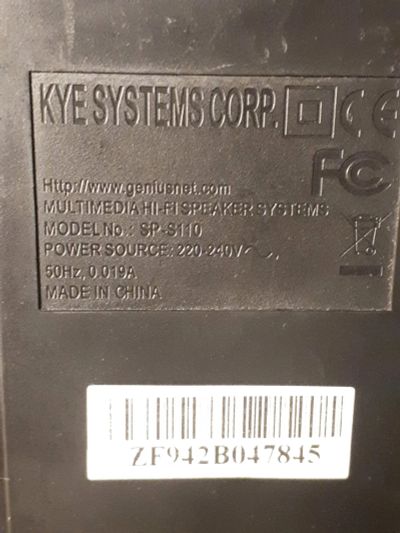 KYE SYSTEMS CORP.
CE
FC
Http://www.geniusnet.com
MULTIMEDIA HI-FI SPEAKER SYSTEMS
MODEL No. : SP-S110
POWER SOURCE: 220-240V～,
50Hz, 0.019A
MADE IN CHINA
ZF942B047845